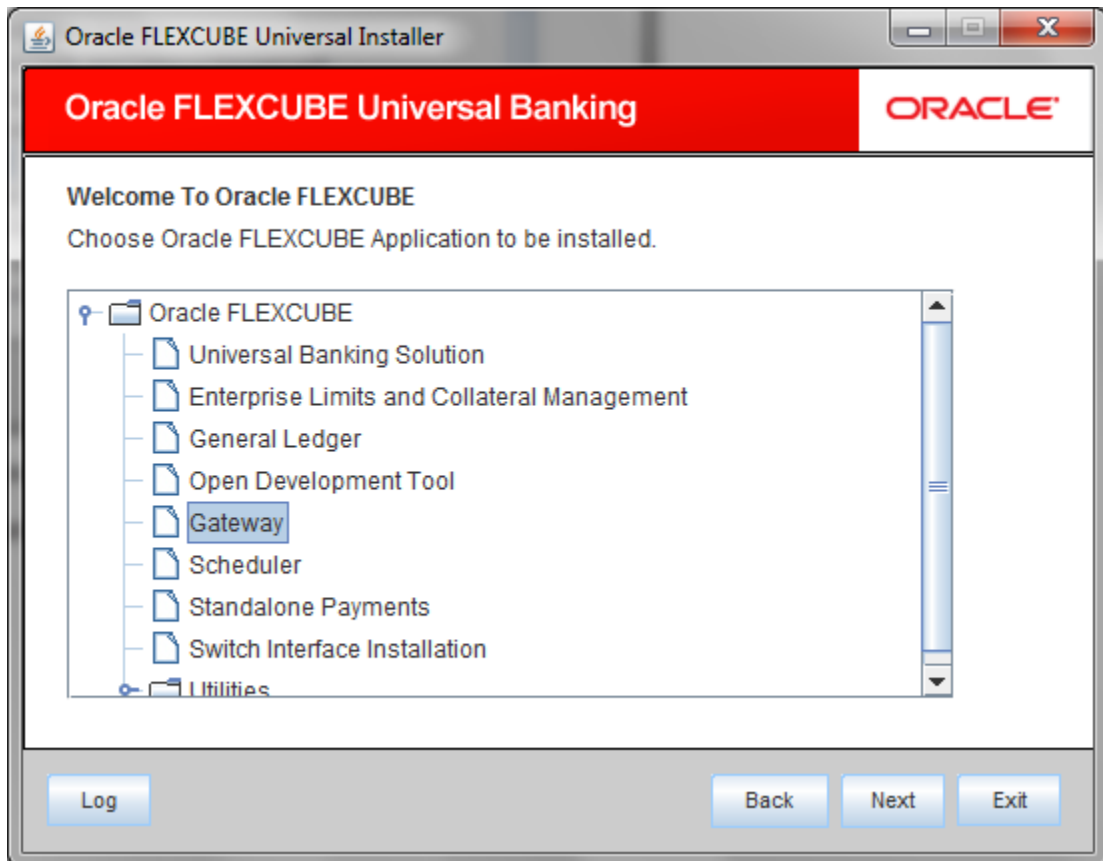 Oracle FLEXCUBE Universal Installer
Oracle FLEXCUBE Universal Banking
ORACLE
Welcome To Oracle FLEXCUBE
Choose Oracle FLEXCUBE Application to be installed.
Oracle FLEXCUBE
Universal Banking Solution
Enterprise Limits and Collateral Management
General Ledger
Open Development Tool
Gateway
Scheduler
Standalone Payments
Switch Interface Installation
Utilities
Log
Back
Next
Exit